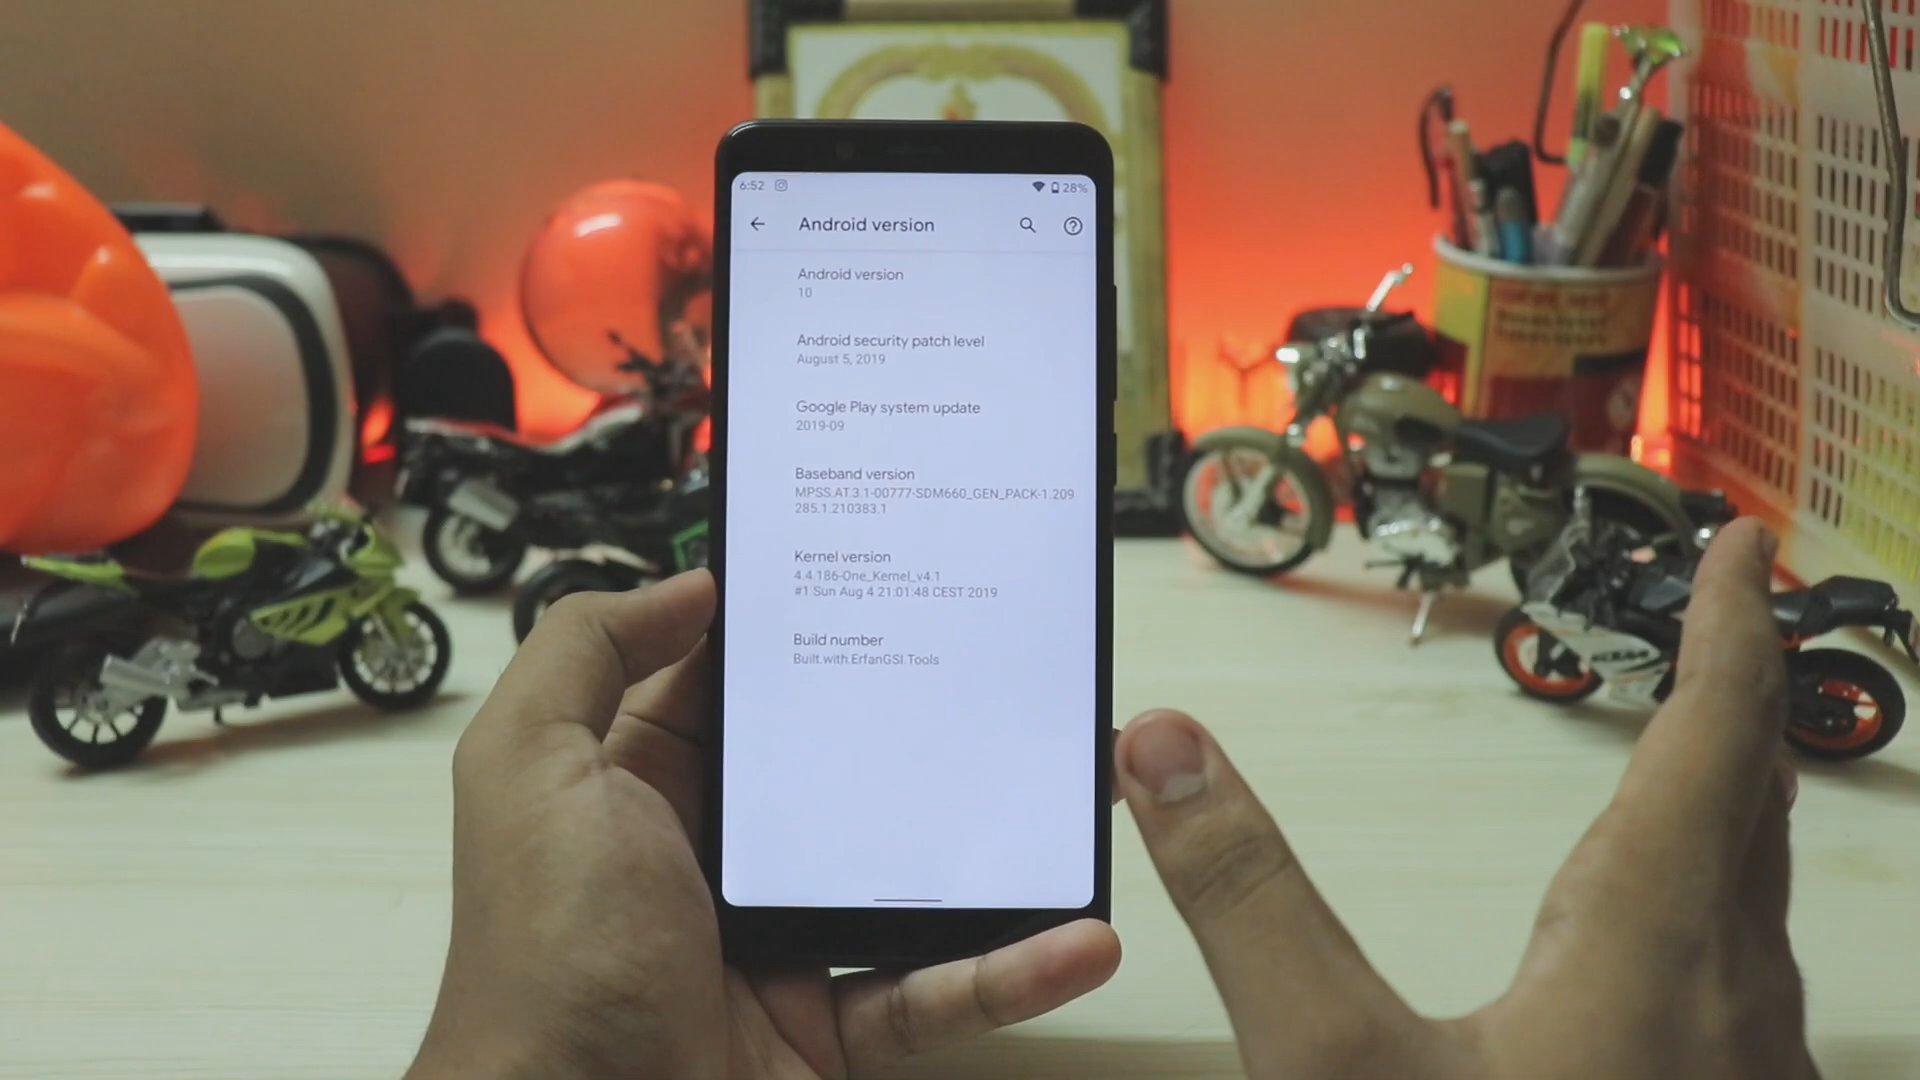 6:52
28%
Android version
Android version
10
Android security patch level
August 5, 2019
Google Play system update
2019-09
Baseband version
MPSS.AT.3.1-00777-SDM660_GEN_PACK-1.209
285.1.210383.1
Kernel version
4.4.186-One_Kernel_v4.1
#1 Sun Aug 4 21:01:48 CEST 2019
Build number
Built.with.ErfanGSI.Tools
KTM